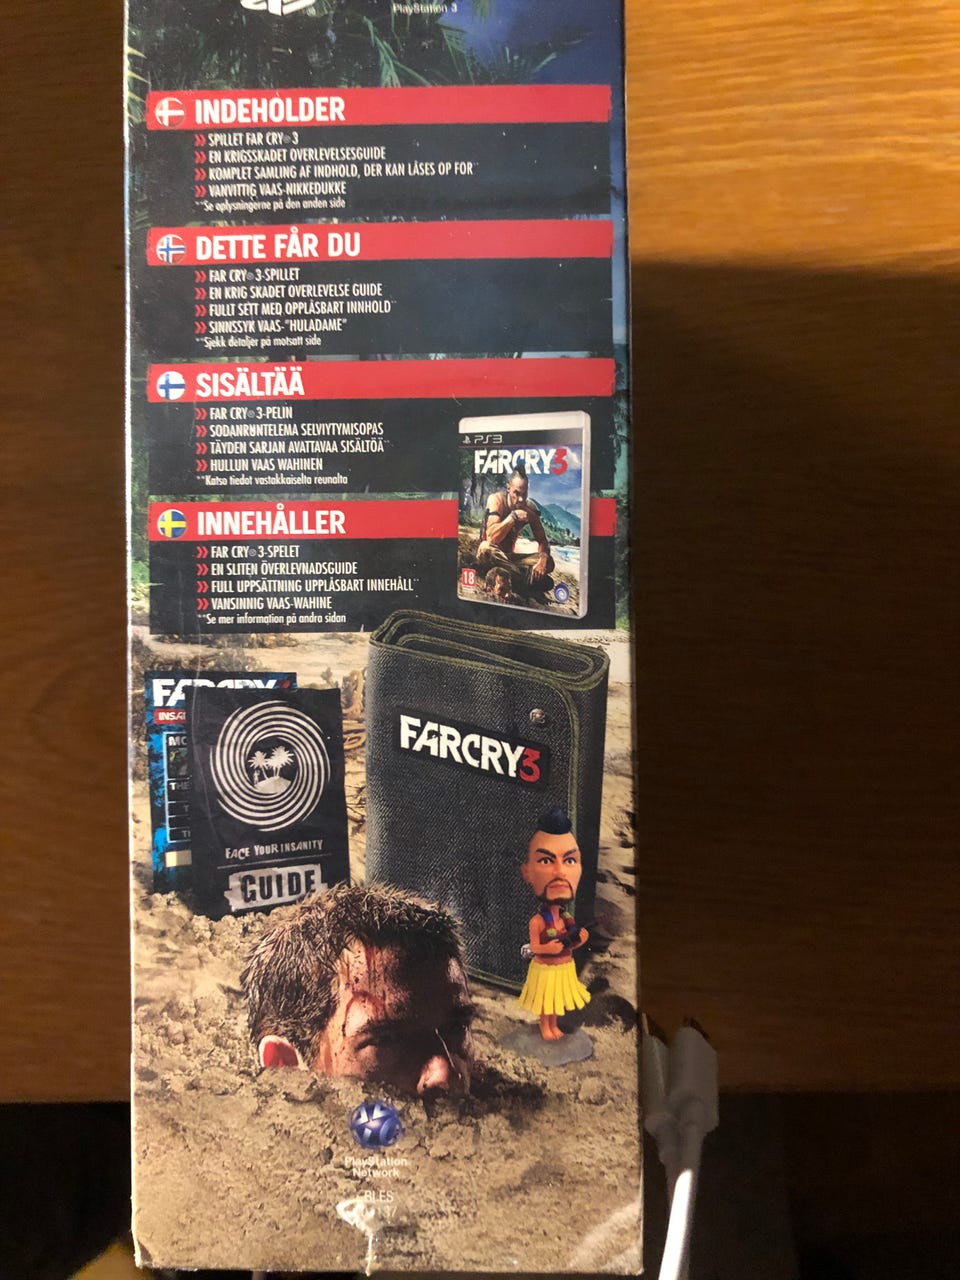 PlayStation 3
INDEHOLDER
» SPILLET FAR CRY® 3
» EN KRIGSSKADET OVERLEVELSESGUIDE
» KOMPLET SAMLING AF INDHOLD, DER KAN LÅSES OP FOR**
» VANVITTIG VAAS-NIKKEDUKKE
**Se oplysningerne på den anden side
DETTE FÅR DU
» FAR CRY® 3-SPILLET
» EN KRIG SKADET OVERLEVELSE GUIDE
» FULLT SETT MED OPPLÅSBART INNHOLD**
» SINNSSYK VAAS-"HULADAME"
**Sjekk detaljer på motsatt side
SISÄLTÄÄ
» FAR CRY® 3-PELIN
» SODANRUNTELEMA SELVIYTYMISOPAS
» TÄYDEN SARJAN AVATTAVAA SISÄLTÖÄ**
» HULLUN VAAS WAHINEN
**Katso tiedot vastakkaiselta reunalta
INNEHÅLLER
» FAR CRY® 3-SPELET
» EN SLITEN ÖVERLEVNADSGUIDE
» FULL UPPSÄTTNING UPPLÅSBART INNEHÅLL**
» VANSINNIG VAAS-WAHINE
**Se mer information på andra sidan
PS3
FARCRY3
18
UBISOFT
FARCRY3
FARCRY
FACE YOUR INSANITY
GUIDE
PlayStation
Network
BLES